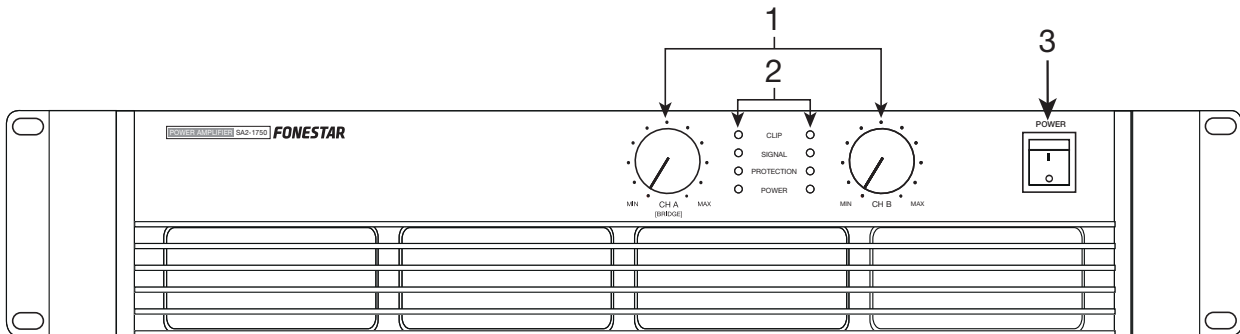 1
2
3
POWER AMPLIFIER SA2-1750 FONESTAR
POWER
CLIP
SIGNAL
PROTECTION
POWER
MIN CH A MAX
(BRIDGE)
MIN CH B MAX
I
O